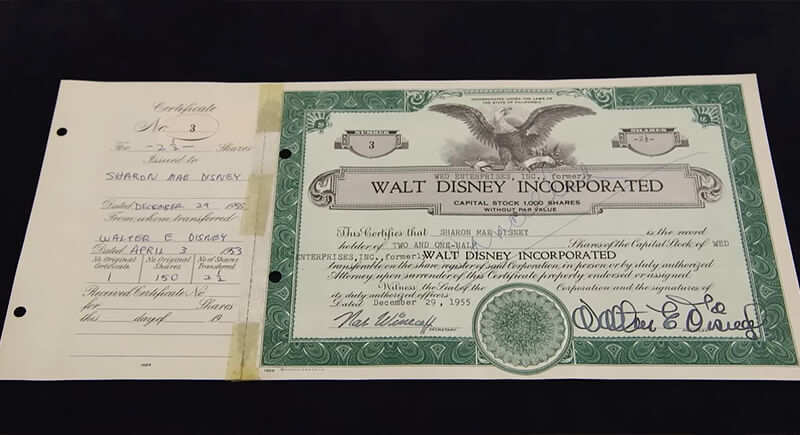 Certificate
No. 3
For -2½- Shares
Issued to
SHARON MAE DISNEY
Dated DECEMBER 29 1955
From whom transferred
WALTER E DISNEY
Dated APRIL 3 1953
No Original Certificate. No Original Shares No of Shares Transferred
1 150 2½
Received Certificate No
for Shares
this day of 19
1529
INCORPORATED UNDER THE LAWS OF
THE STATE OF CALIFORNIA
NUMBER
3
SHARES
-2½-
WED ENTERPRISES, INC., formerly
WALT DISNEY INCORPORATED
CAPITAL STOCK 1,000 SHARES
WITHOUT PAR VALUE
This Certifies that SHARON MAE DISNEY is the record
holder of TWO AND ONE-HALF Shares of the Capital Stock of WED
ENTERPRISES,INC., formerly WALT DISNEY INCORPORATED
transferable on the share register of said Corporation, in person or by duly authorized
Attorney upon surrender of this Certificate properly endorsed or assigned.
Witness, the Seal of the Corporation and the signatures of
its duly authorized officers.
Dated December 29, 1955
SECRETARY
Walter E Disney
1529